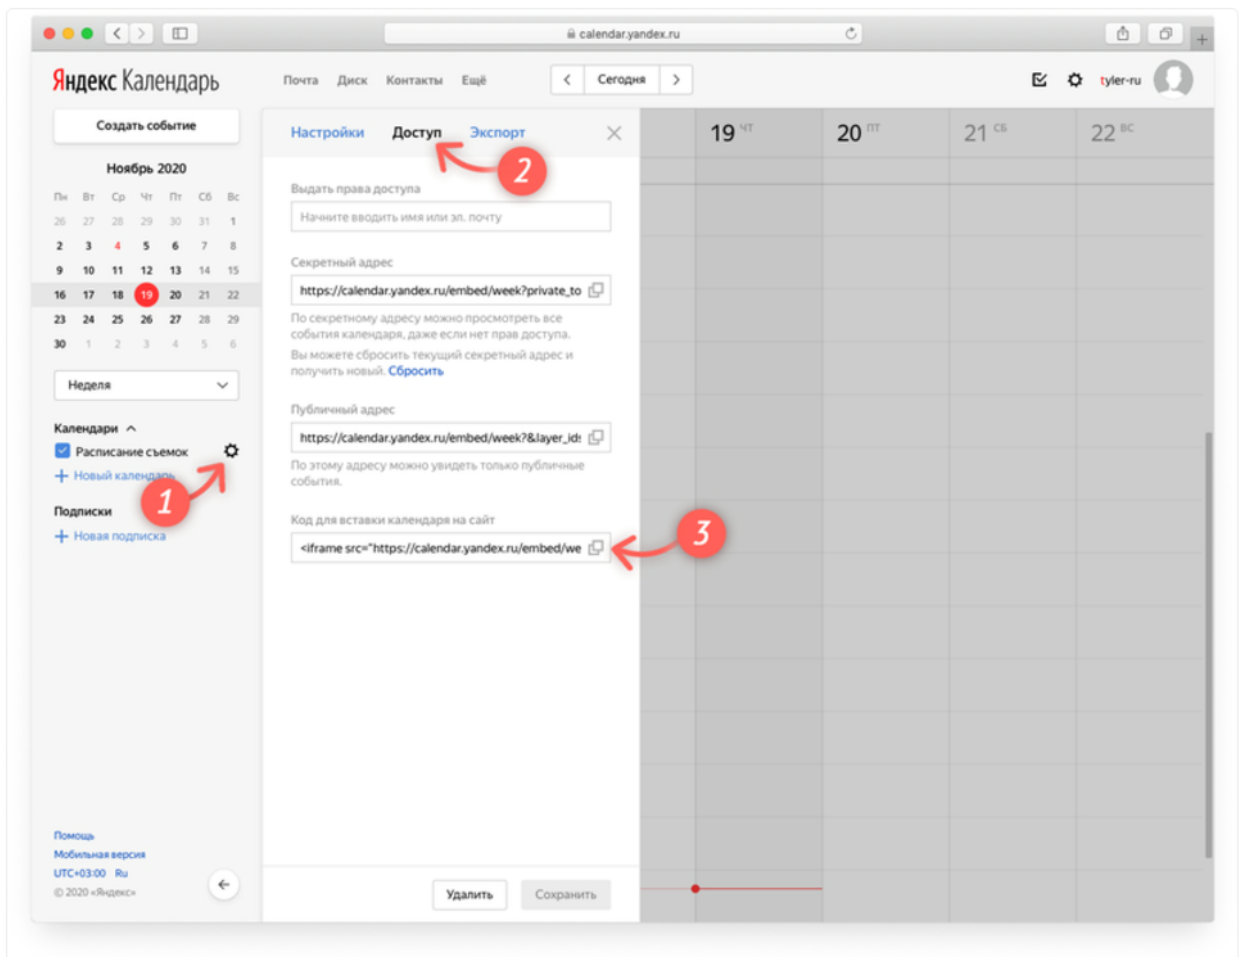 calendar.yandex.ru
Яндекс Календарь
Почта Диск Контакты Ещё
Сегодня
tyler-ru
Создать событие
Ноябрь 2020
Пн Вт Ср Чт Пт Сб Вс
26 27 28 29 30 31 1
2 3 4 5 6 7 8
9 10 11 12 13 14 15
16 17 18 19 20 21 22
23 24 25 26 27 28 29
30 1 2 3 4 5 6
Неделя
Календари
Расписание съемок
+ Новый календарь
1
Подписки
+ Новая подписка
Помощь
Мобильная версия
UTC+03:00 Ru
© 2020 «Яндекс»
Настройки Доступ Экспорт
2
Выдать права доступа
Начните вводить имя или эл. почту
Секретный адрес
https://calendar.yandex.ru/embed/week?private_to
По секретному адресу можно просмотреть все
события календаря, даже если нет прав доступа.
Вы можете сбросить текущий секретный адрес и
получить новый. Сбросить
Публичный адрес
https://calendar.yandex.ru/embed/week?&layer_ids
По этому адресу можно увидеть только публичные
события.
Код для вставки календаря на сайт
<iframe src="https://calendar.yandex.ru/embed/we
3
Удалить Сохранить
19 ЧТ 20 ПТ 21 СБ 22 ВС